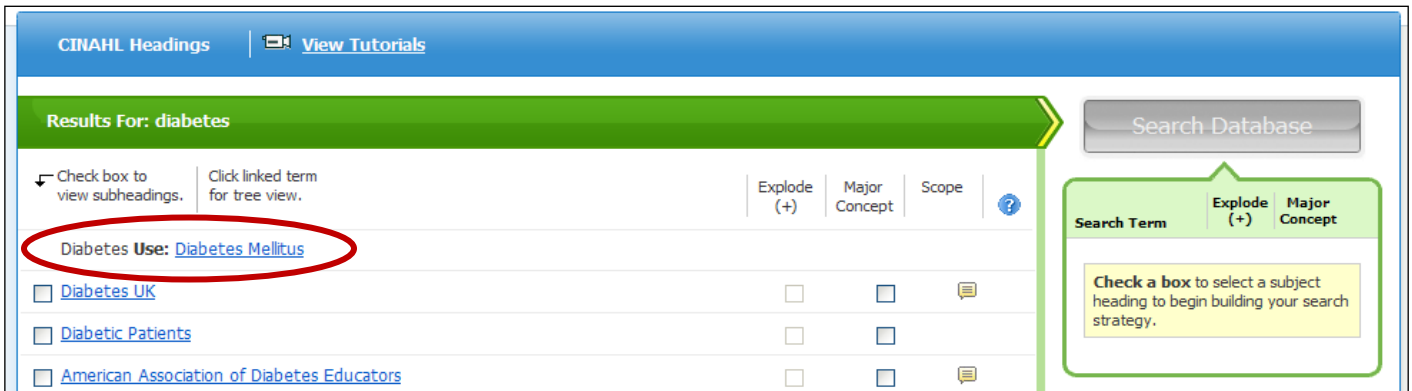 CINAHL Headings View Tutorials
Results For: diabetes
Search Database
Check box to
view subheadings.
Click linked term
for tree view.
Explode
(+)
Major
Concept
Scope
?
Search Term
Explode
(+)
Major
Concept
Diabetes Use: Diabetes Mellitus
Check a box to select a subject
heading to begin building your search
strategy.
Diabetes UK
Diabetic Patients
American Association of Diabetes Educators